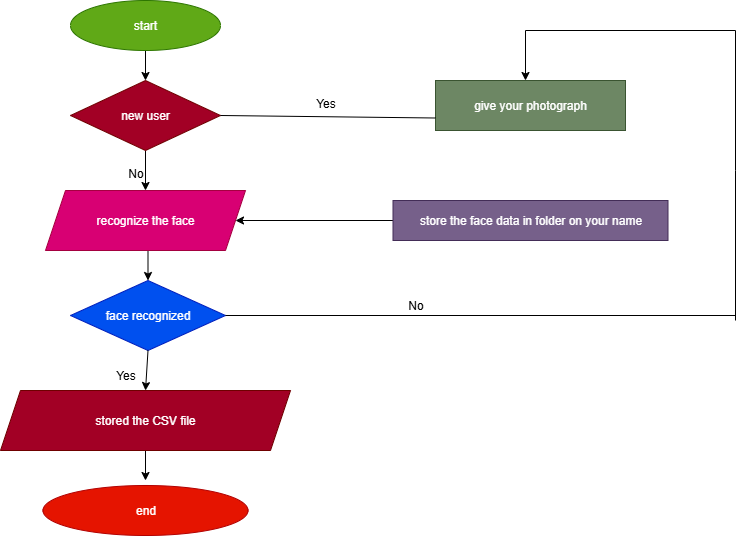 start
new user
Yes
give your photograph
No
recognize the face
store the face data in folder on your name
face recognized
No
Yes
stored the CSV file
end